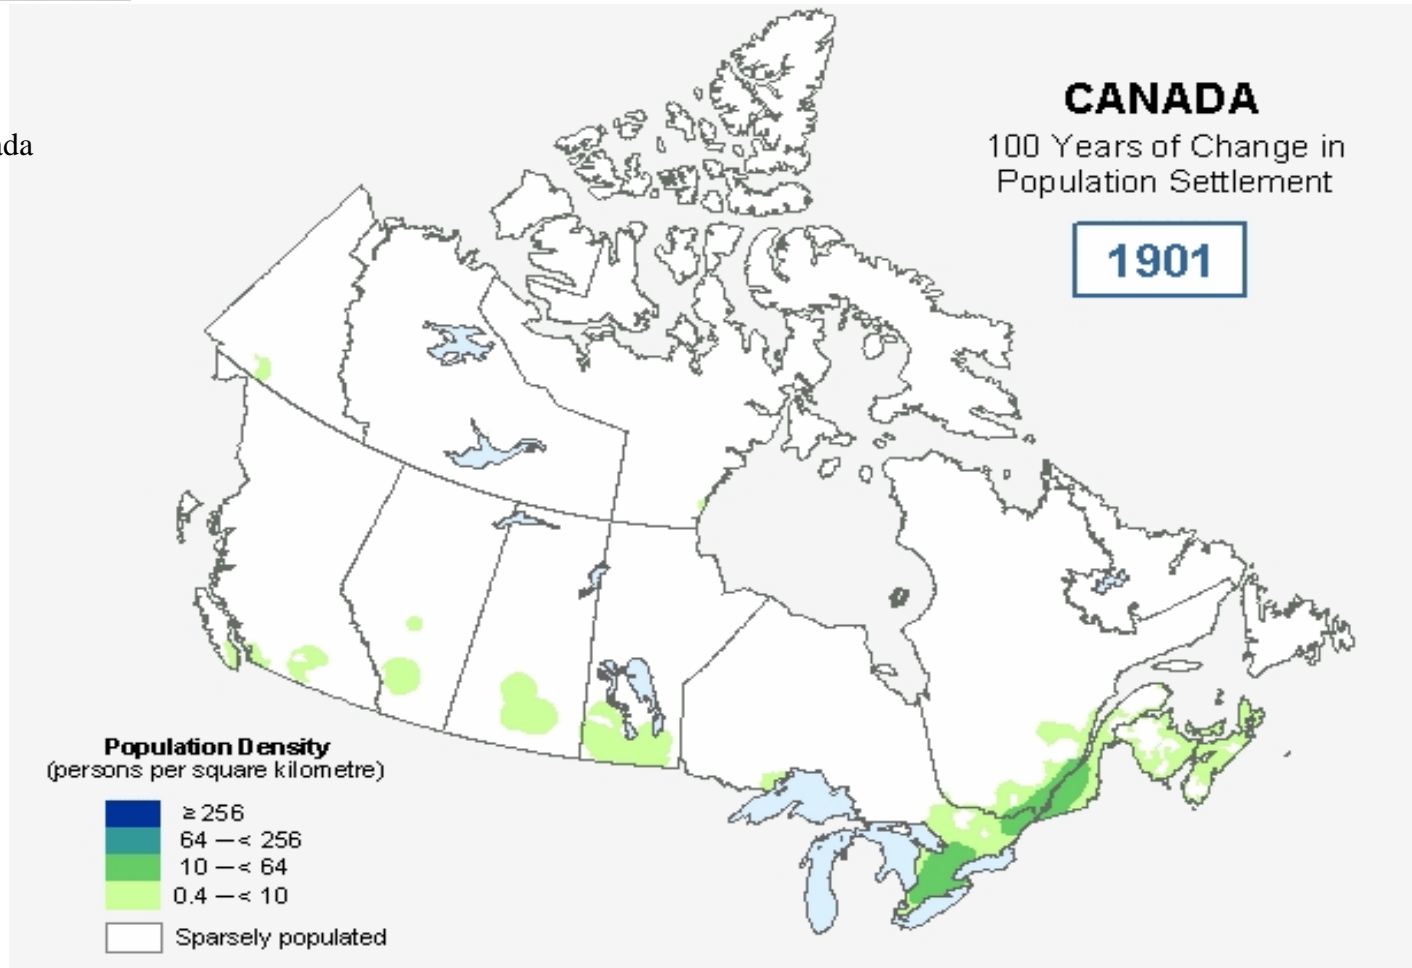 CANADA
100 Years of Change in
Population Settlement
1901
Population Density
(persons per square kilometre)
≥ 256
64 —< 256
10 —< 64
0.4 —< 10
Sparsely populated